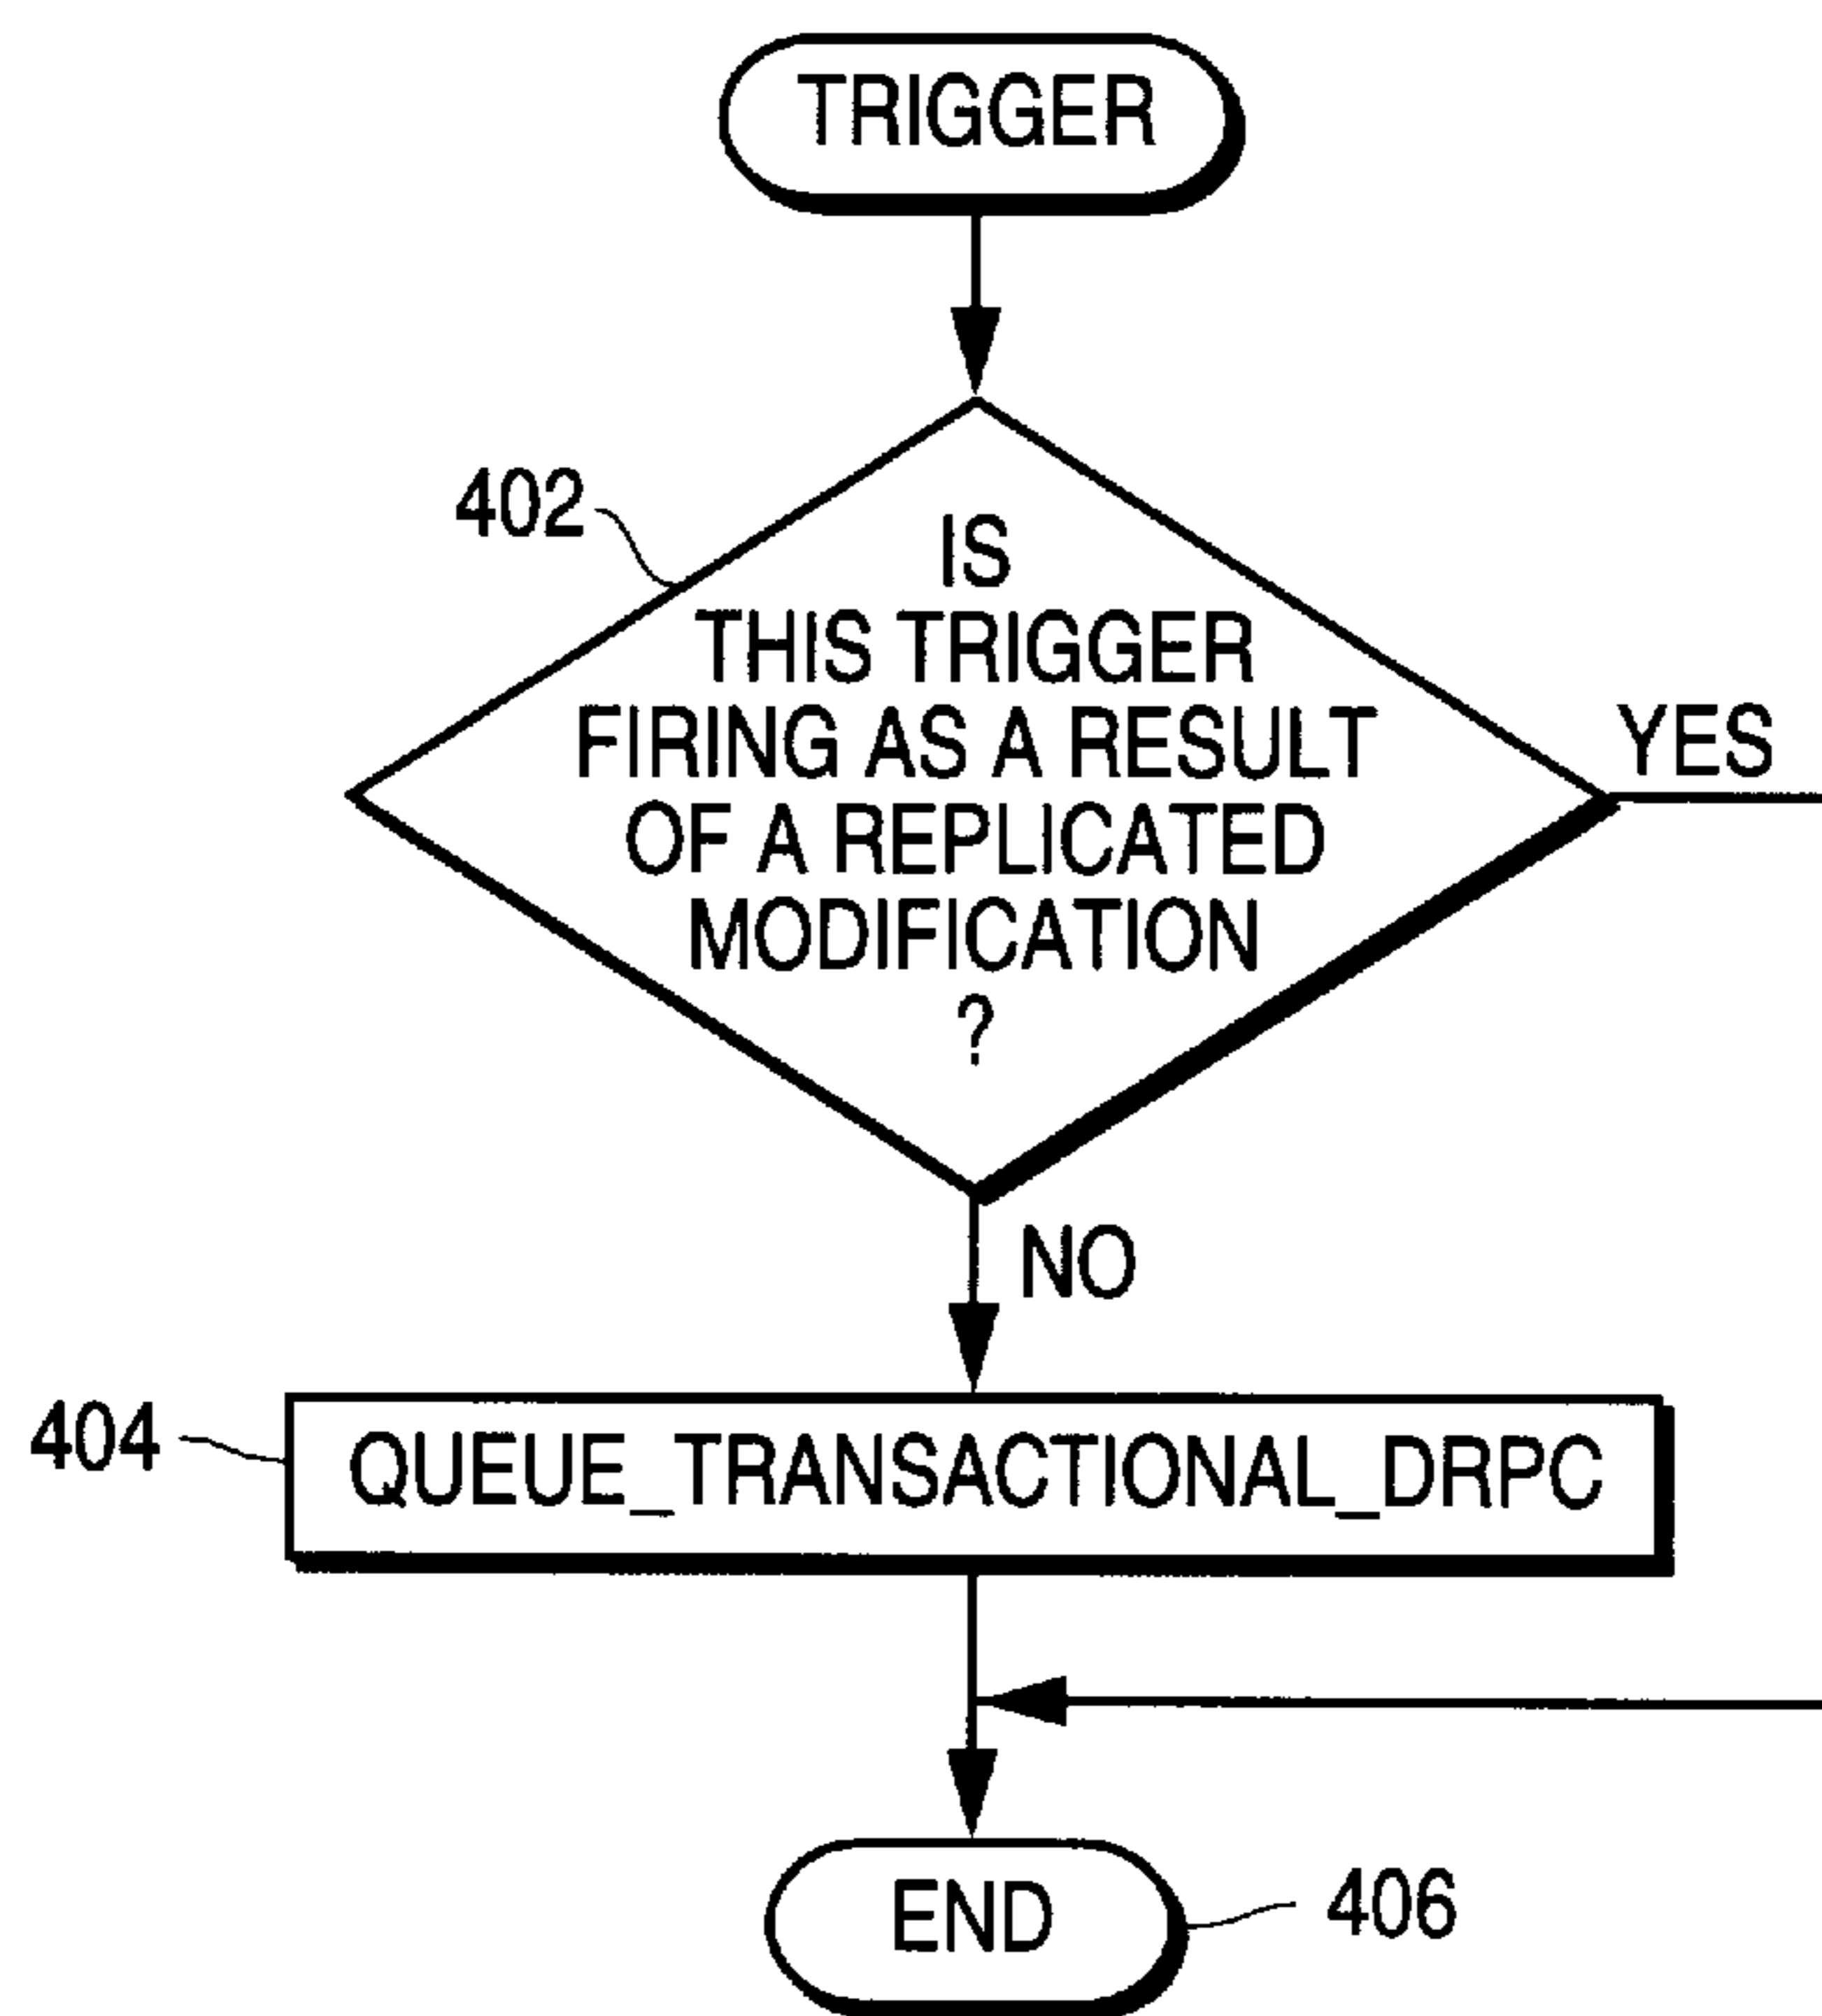 TRIGGER
402
IS
THIS TRIGGER
FIRING AS A RESULT
OF A REPLICATED
MODIFICATION
?
YES
NO
404
QUEUE_TRANSACTIONAL_DRPC
END
406